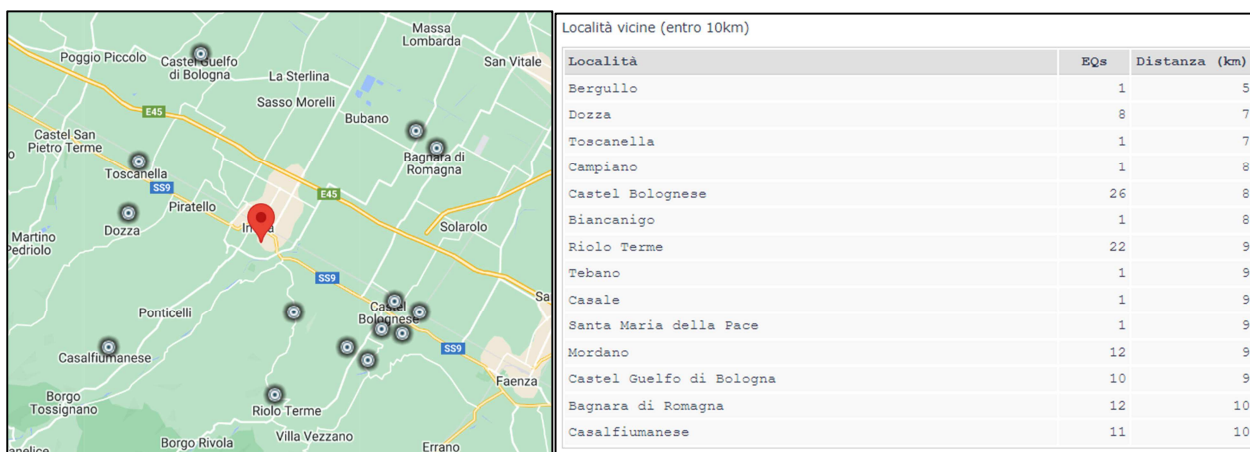 Massa
Lombarda
Poggio Piccolo
Castel Guelfo
di Bologna
San Vitale
La Sterlina
Sasso Morelli
E45
Bubano
Castel San
Pietro Terme
Bagnara di
Romagna
Toscanella
SS9
E45
Piratello
Dozza
Solarolo
Martino
Pedriolo
SS9
Sa
Ponticelli
Castel
Bolognese
SS9
Casalfiumanese
Faenza
Borgo
Tossignano
Riolo Terme
Villa Vezzano
Borgo Rivola
Errano
Località vicine (entro 10km)
Località EQs Distanza (km)
Bergullo 1 5
Dozza 8 7
Toscanella 1 7
Campiano 1 8
Castel Bolognese 26 8
Biancanigo 1 8
Riolo Terme 22 9
Tebano 1 9
Casale 1 9
Santa Maria della Pace 1 9
Mordano 12 9
Castel Guelfo di Bologna 10 9
Bagnara di Romagna 12 10
Casalfiumanese 11 10